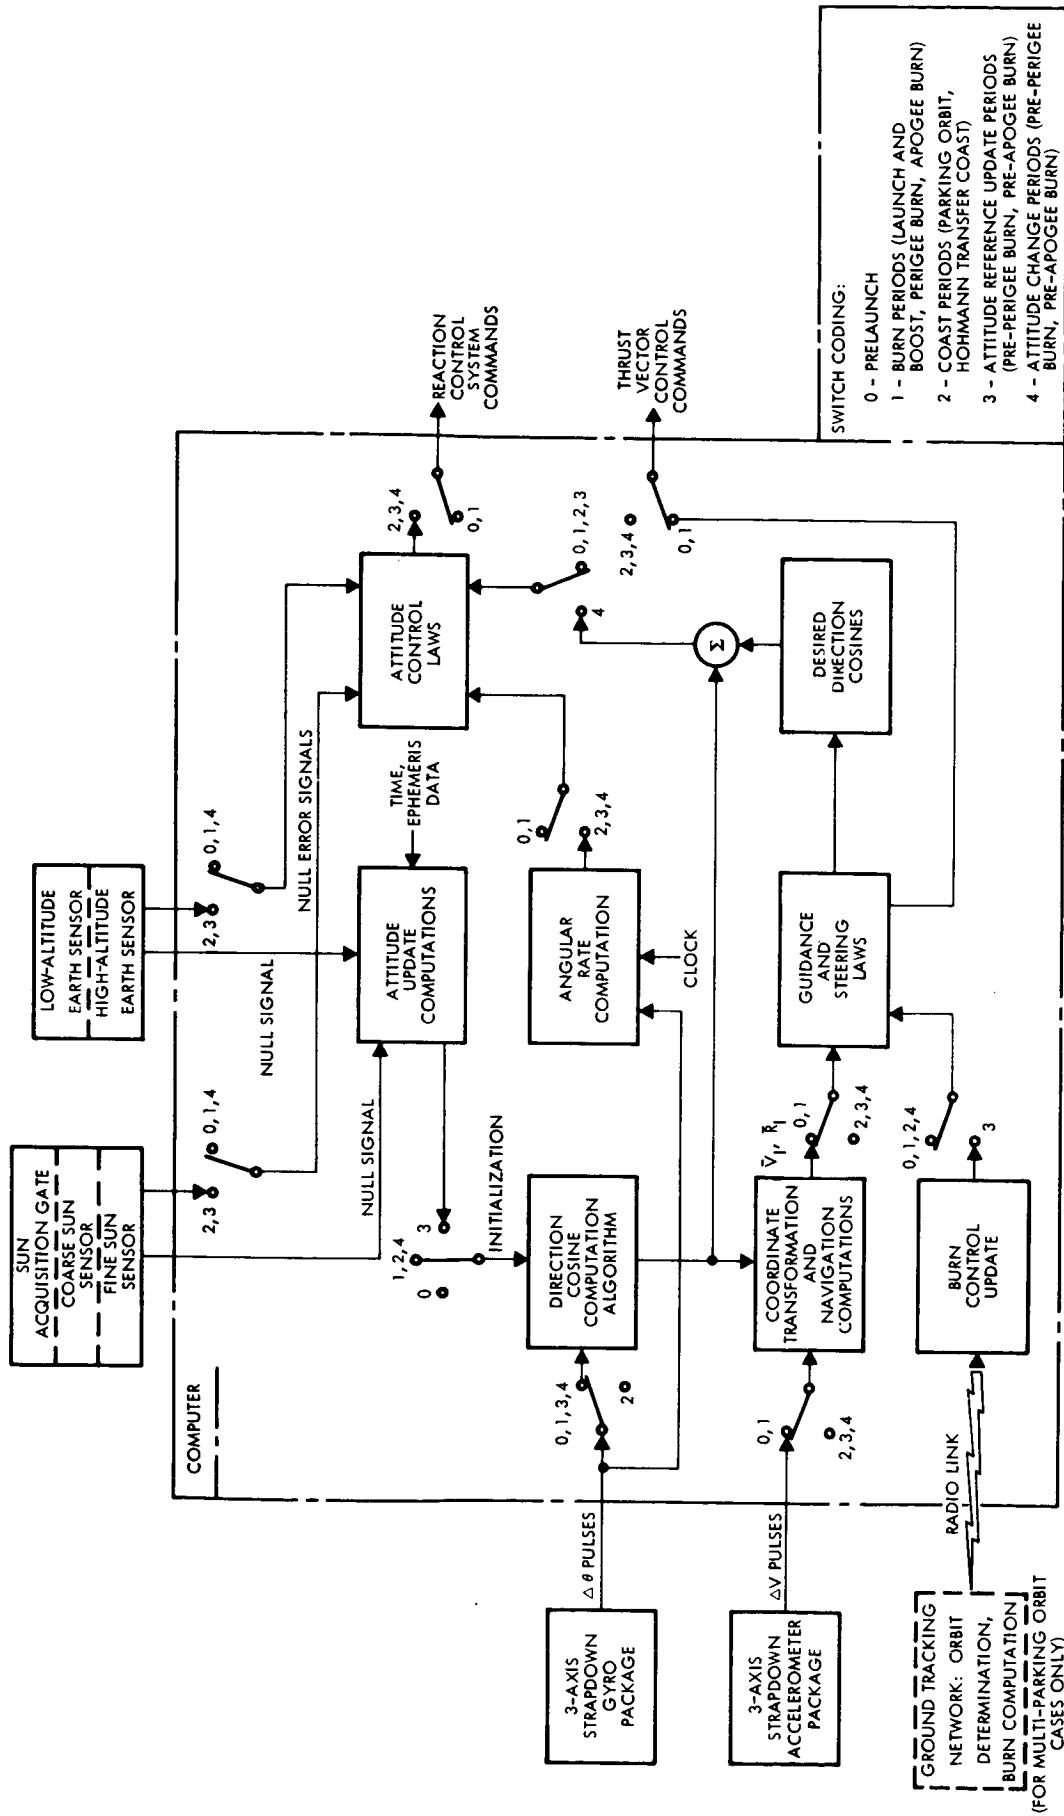 SUN
ACQUISITION GATE
COARSE SUN
SENSOR
FINE SUN
SENSOR
LOW-ALTITUDE
EARTH SENSOR
HIGH-ALTITUDE
EARTH SENSOR
COMPUTER
2,3
0,1,4
2,3
0,1,4
NULL SIGNAL
NULL ERROR SIGNALS
NULL SIGNAL
ATTITUDE
UPDATE
COMPUTATIONS
TIME,
EPHEMERIS
DATA
ATTITUDE
CONTROL
LAWS
2,3,4
0,1
REACTION
CONTROL
SYSTEM
COMMANDS
0
1,2,4
3
INITIALIZATION
3-AXIS
STRAPDOWN
GYRO
PACKAGE
Δ θ PULSES
0,1,3,4
2
DIRECTION
COSINE
COMPUTATION
ALGORITHM
ANGULAR
RATE
COMPUTATION
CLOCK
0,1
2,3,4
4
0,1,2,3
2,3,4
0,1
THRUST
VECTOR
CONTROL
COMMANDS
Σ
3-AXIS
STRAPDOWN
ACCELEROMETER
PACKAGE
ΔV PULSES
0,1
2,3,4
COORDINATE
TRANSFORMATION
AND
NAVIGATION
COMPUTATIONS
V̄I, R̄I
0,1
2,3,4
GUIDANCE
AND
STEERING
LAWS
DESIRED
DIRECTION
COSINES
GROUND TRACKING
NETWORK: ORBIT
DETERMINATION,
BURN COMPUTATION
(FOR MULTI-PARKING ORBIT
CASES ONLY)
RADIO LINK
BURN
CONTROL
UPDATE
0,1,2,4
3
SWITCH CODING:
0 - PRELAUNCH
1 - BURN PERIODS (LAUNCH AND
BOOST, PERIGEE BURN, APOGEE BURN)
2 - COAST PERIODS (PARKING ORBIT,
HOHMANN TRANSFER COAST)
3 - ATTITUDE REFERENCE UPDATE PERIODS
(PRE-PERIGEE BURN, PRE-APOGEE BURN)
4 - ATTITUDE CHANGE PERIODS (PRE-PERIGEE
BURN, PRE-APOGEE BURN)